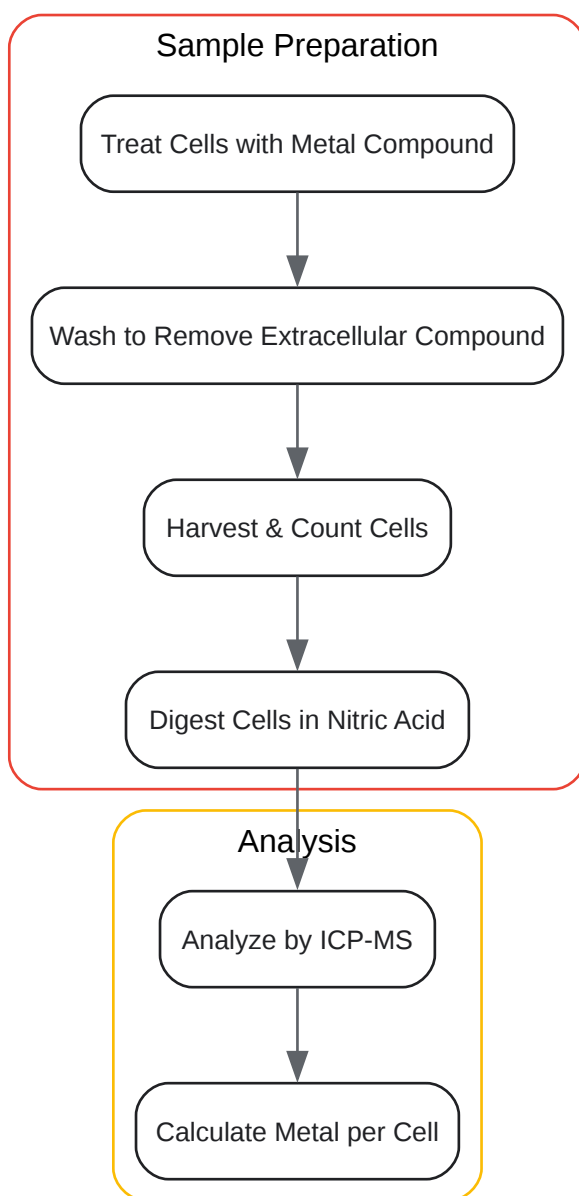 Sample Preparation
Treat Cells with Metal Compound
Wash to Remove Extracellular Compound
Harvest & Count Cells
Digest Cells in Nitric Acid
Analysis
Analyze by ICP-MS
Calculate Metal per Cell